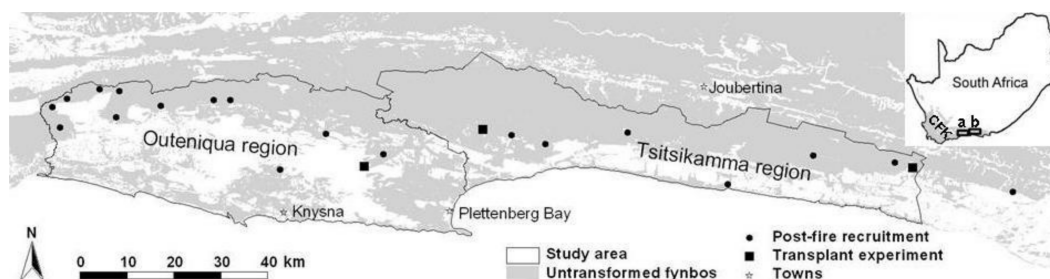 South Africa
CFK
a b
Joubertina
Outeniqua region
Tsitsikamma region
Knysna
Plettenberg Bay
N
0 10 20 30 40 km
Study area
Untransformed fynbos
Post-fire recruitment
Transplant experiment
Towns